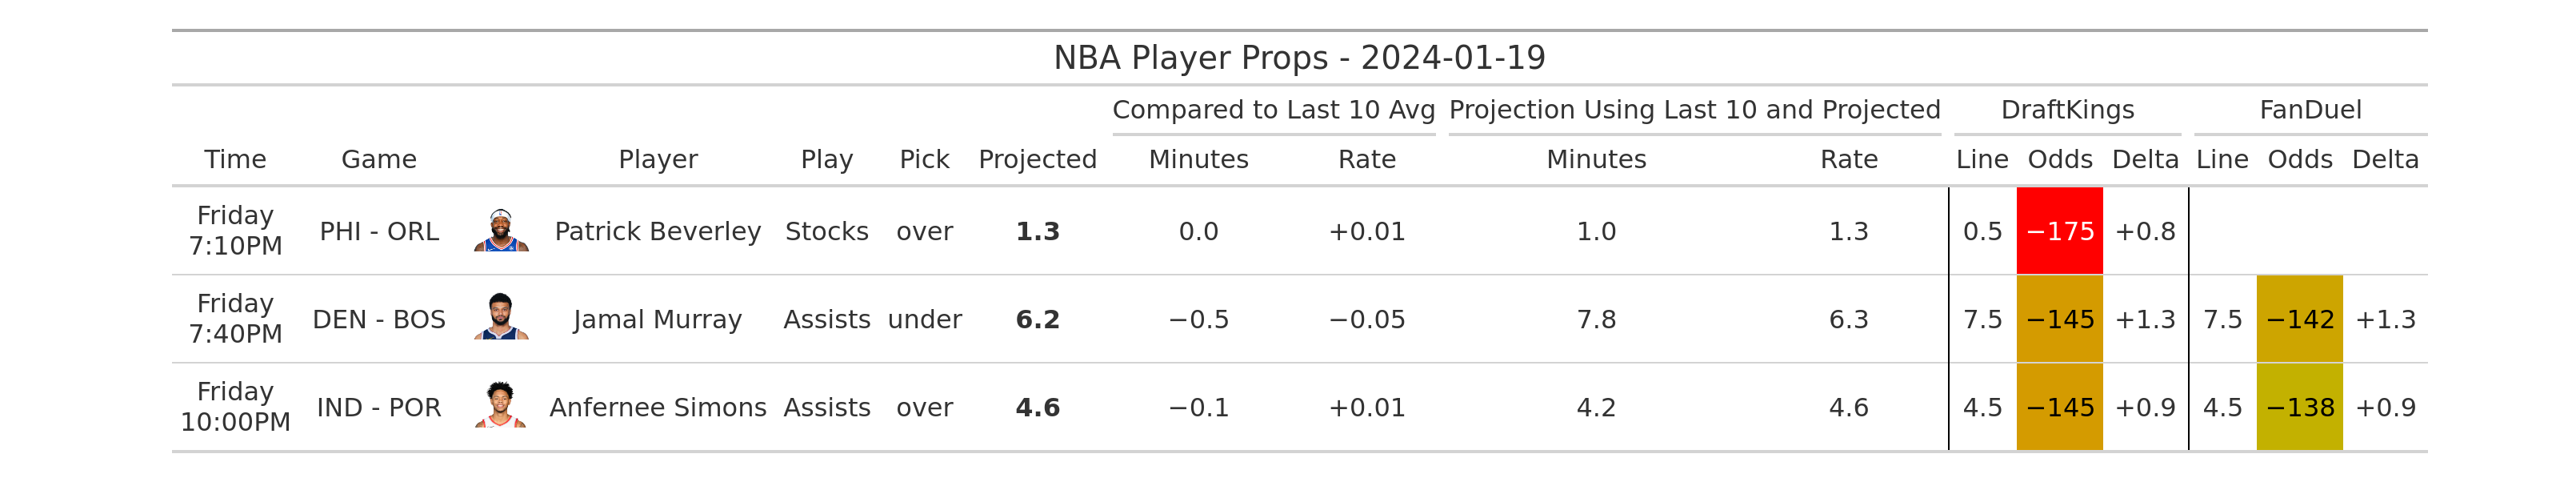 NBA Player Props - 2024-01-19
Compared to Last 10 Avg Projection Using Last 10 and Projected DraftKings FanDuel
Time Game Player Play Pick Projected Minutes Rate Minutes Rate Line Odds Delta Line Odds Delta
Friday
7:10PM PHI - ORL Patrick Beverley Stocks over 1.3 0.0 +0.01 1.0 1.3 0.5 −175 +0.8
Friday
7:40PM DEN - BOS Jamal Murray Assists under 6.2 −0.5 −0.05 7.8 6.3 7.5 −145 +1.3 7.5 −142 +1.3
Friday
10:00PM IND - POR Anfernee Simons Assists over 4.6 −0.1 +0.01 4.2 4.6 4.5 −145 +0.9 4.5 −138 +0.9